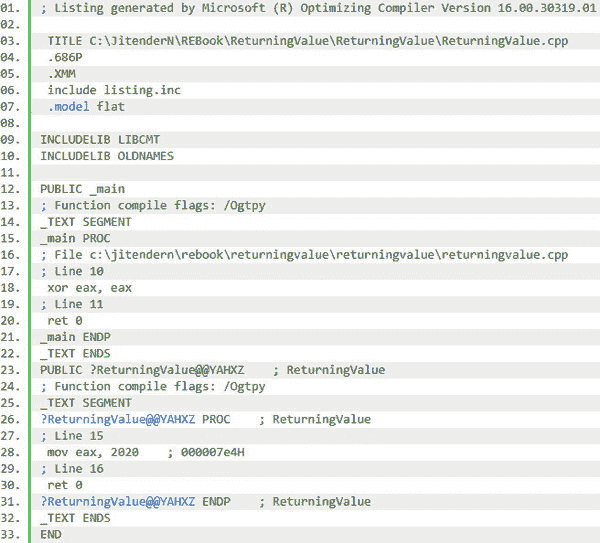 01. ; Listing generated by Microsoft (R) Optimizing Compiler Version 16.00.30319.01
02.
03. TITLE C:\JitenderN\REBook\ReturningValue\ReturningValue\ReturningValue.cpp
04. .686P
05. .XMM
06. include listing.inc
07. .model flat
08.
09. INCLUDELIB LIBCMT
10. INCLUDELIB OLDNAMES
11.
12. PUBLIC _main
13. ; Function compile flags: /Ogtpy
14. _TEXT SEGMENT
15. _main PROC
16. ; File c:\jitendern\rebook\returningvalue\returningvalue\returningvalue.cpp
17. ; Line 10
18. xor eax, eax
19. ; Line 11
20. ret 0
21. _main ENDP
22. _TEXT ENDS
23. PUBLIC ?ReturningValue@@YAHXZ ; ReturningValue
24. ; Function compile flags: /Ogtpy
25. _TEXT SEGMENT
26. ?ReturningValue@@YAHXZ PROC ; ReturningValue
27. ; Line 15
28. mov eax, 2020 ; 000007e4H
29. ; Line 16
30. ret 0
31. ?ReturningValue@@YAHXZ ENDP ; ReturningValue
32. _TEXT ENDS
33. END